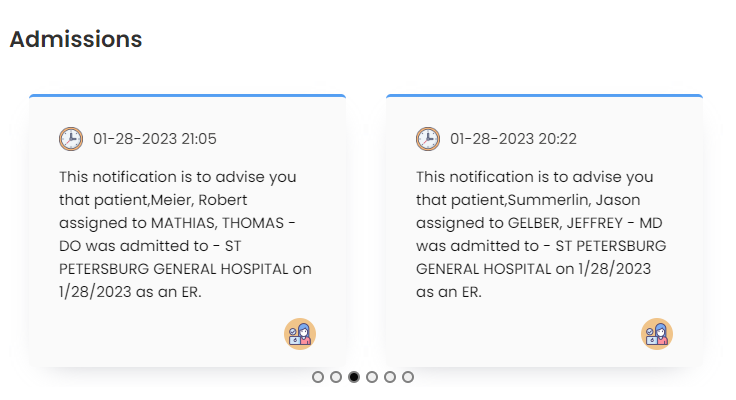 Admissions
01-28-2023 21:05
This notification is to advise you
that patient,Meier, Robert
assigned to MATHIAS, THOMAS -
DO was admitted to - ST
PETERSBURG GENERAL HOSPITAL on
1/28/2023 as an ER.
01-28-2023 20:22
This notification is to advise you
that patient,Summerlin, Jason
assigned to GELBER, JEFFREY - MD
was admitted to - ST PETERSBURG
GENERAL HOSPITAL on 1/28/2023
as an ER.